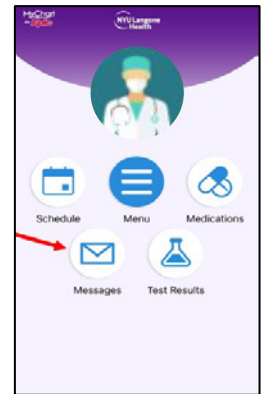 MyChart
NYU Langone
Health
Schedule
Menu
Medications
Messages
Test Results